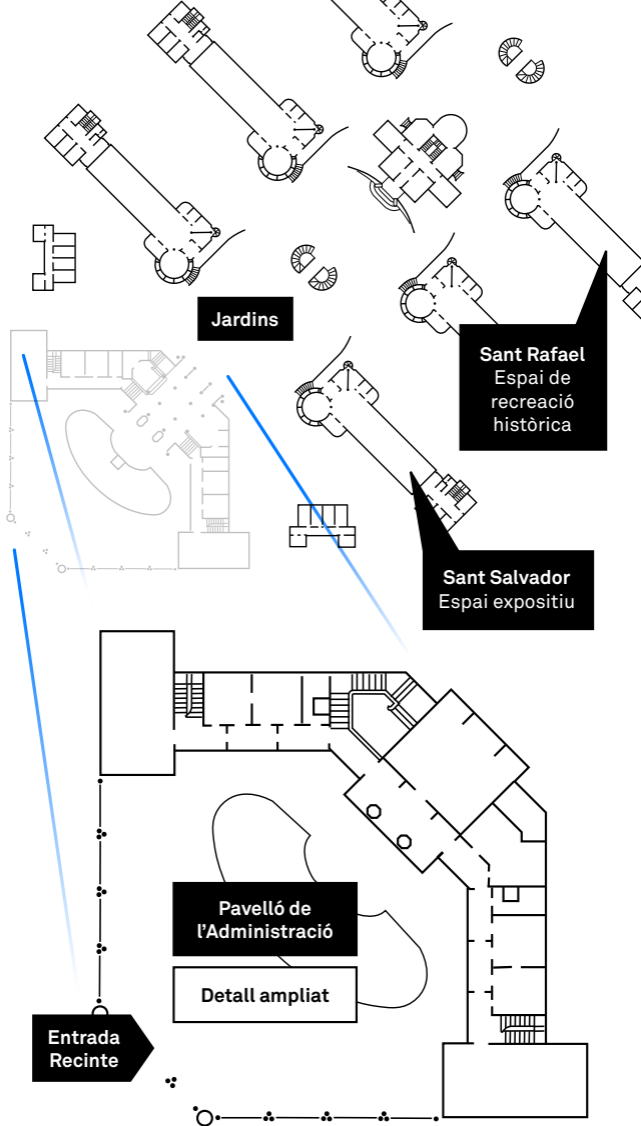 Jardins
Sant Rafael
Espai de
recreació
històrica
Sant Salvador
Espai expositiu
Pavelló de
l’Administració
Detall ampliat
Entrada
Recinte